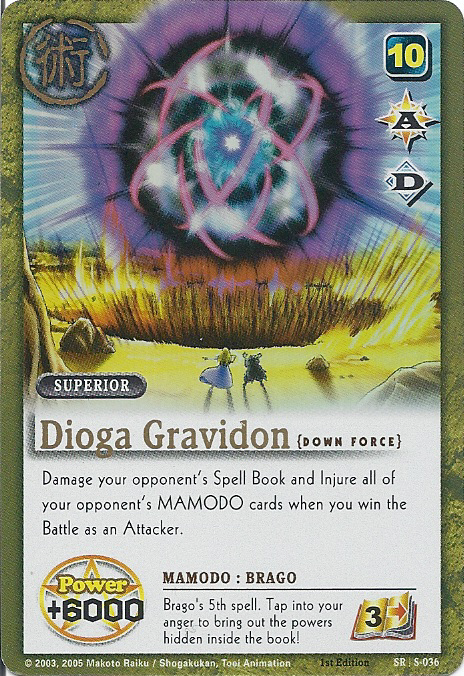 術
10
A
D
SUPERIOR
Dioga Gravidon {DOWN FORCE}
Damage your opponent's Spell Book and Injure all of
your opponent's MAMODO cards when you win the
Battle as an Attacker.
Power
+6000
MAMODO : BRAGO
Brago's 5th spell. Tap into your
anger to bring out the powers
hidden inside the book!
3
© 2003, 2005 Makoto Raiku / Shogakukan, Toei Animation 1st Edition SR S-036